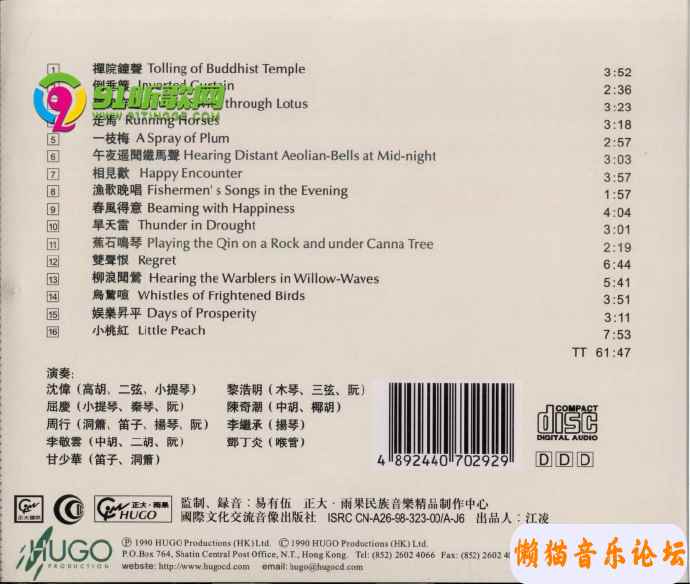 1 禪院鐘聲 Tolling of Buddhist Temple 3:52
倒垂簾 Inverted Curtain 2:36
through Lotus 3:23
走馬 Running Horses 3:18
5 一枝梅 A Spray of Plum 2:57
6 午夜遥聞鐵馬聲 Hearing Distant Aeolian-Bells at Mid-night 3:03
7 相見歡 Happy Encounter 3:57
8 漁歌晚唱 Fishermen's Songs in the Evening 1:57
9 春風得意 Beaming with Happiness 4:04
10 旱天雷 Thunder in Drought 3:01
11 蕉石鳴琴 Playing the Qin on a Rock and under Canna Tree 2:19
12 雙聲恨 Regret 6:44
13 柳浪聞鶯 Hearing the Warblers in Willow-Waves 5:41
14 鳥驚喧 Whistles of Frightened Birds 3:51
15 娱樂昇平 Days of Prosperity 3:11
16 小桃紅 Little Peach 7:53
TT 61:47
91听歌网
www.91TING98.com
演奏:
沈偉 (高胡、二弦、小提琴) 黎浩明 (木琴、三弦、阮)
屈慶 (小提琴、秦琴、阮) 陳奇潮 (中胡、椰胡)
周行 (洞簫、笛子、揚琴、阮) 李繼承 (揚琴)
李敬雲 (中胡、二胡、阮) 鄧丁炎 (喉管)
甘少華 (笛子、洞簫)
4 892440 702929
COMPACT
disc
DIGITAL AUDIO
D D D
正大國際
正大·雨果
HUGO
監制、録音:易有伍 正大·雨果民族音樂精品制作中心
國際文化交流音像出版社 ISRC CN-A26-98-323-00/A·J6 出品人:江凌
HUGO
PRODUCTION
Ⓟ 1990 HUGO Productions (HK) Ltd. © 1990 HUGO Productions (HK) Ltd.
P.O.Box 764, Shatin Central Post Office, N.T., Hong Kong. Tel: (852) 2602 4066 Fax: (852) 2602
website: http://www.hugocd.com email: hugo@hugocd.com
懒猫音乐论坛